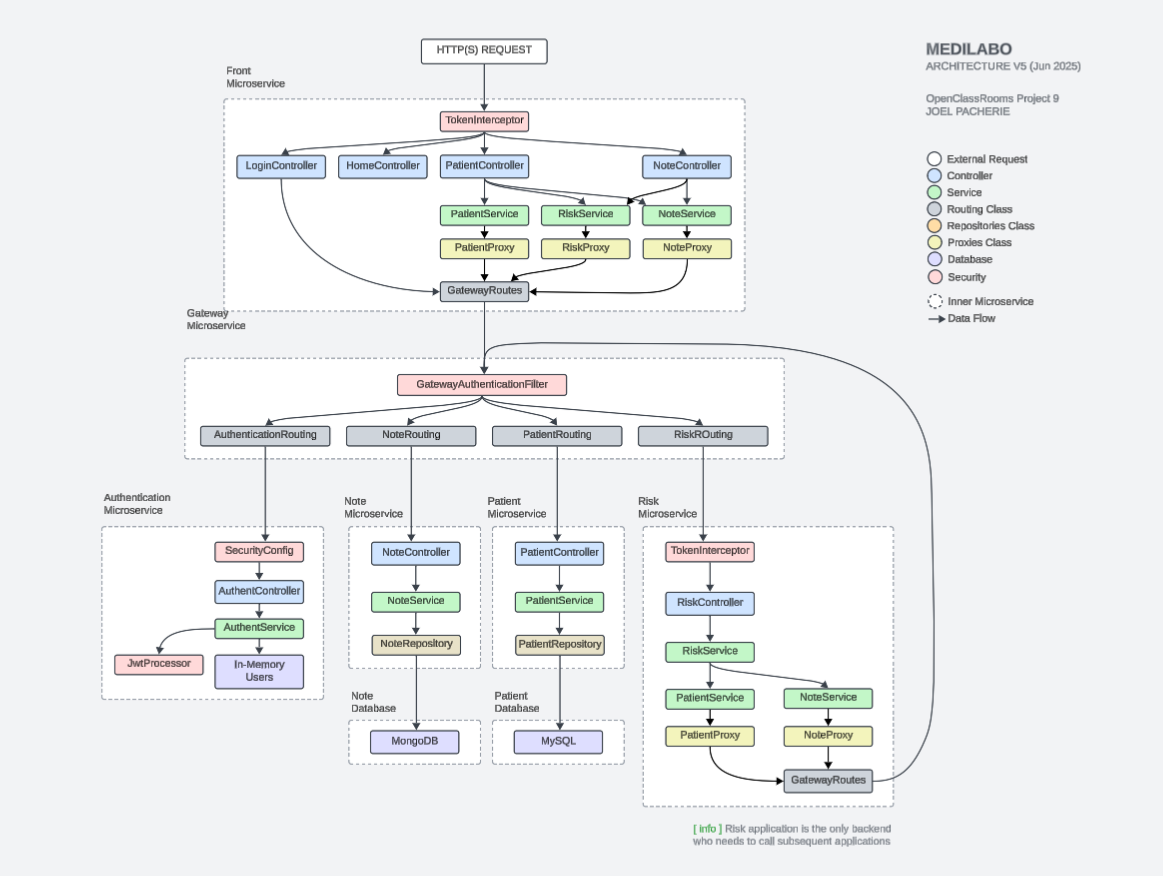 HTTP(S) REQUEST
MEDILABO
ARCHITECTURE V5 (Jun 2025)
OpenClassRooms Project 9
JOEL PACHERIE
Front
Microservice
TokenInterceptor
LoginController
HomeController
PatientController
NoteController
PatientService
RiskService
NoteService
PatientProxy
RiskProxy
NoteProxy
GatewayRoutes
External Request
Controller
Service
Routing Class
Repositories Class
Proxies Class
Database
Security
Inner Microservice
Data Flow
Gateway
Microservice
GatewayAuthenticationFilter
AuthenticationRouting
NoteRouting
PatientRouting
RiskROuting
Authentication
Microservice
SecurityConfig
AuthentController
AuthentService
JwtProcessor
In-Memory
Users
Note
Microservice
NoteController
NoteService
NoteRepository
Note
Database
MongoDB
Patient
Microservice
PatientController
PatientService
PatientRepository
Patient
Database
MySQL
Risk
Microservice
TokenInterceptor
RiskController
RiskService
PatientService
NoteService
PatientProxy
NoteProxy
GatewayRoutes
[ info ] Risk application is the only backend
who needs to call subsequent applications